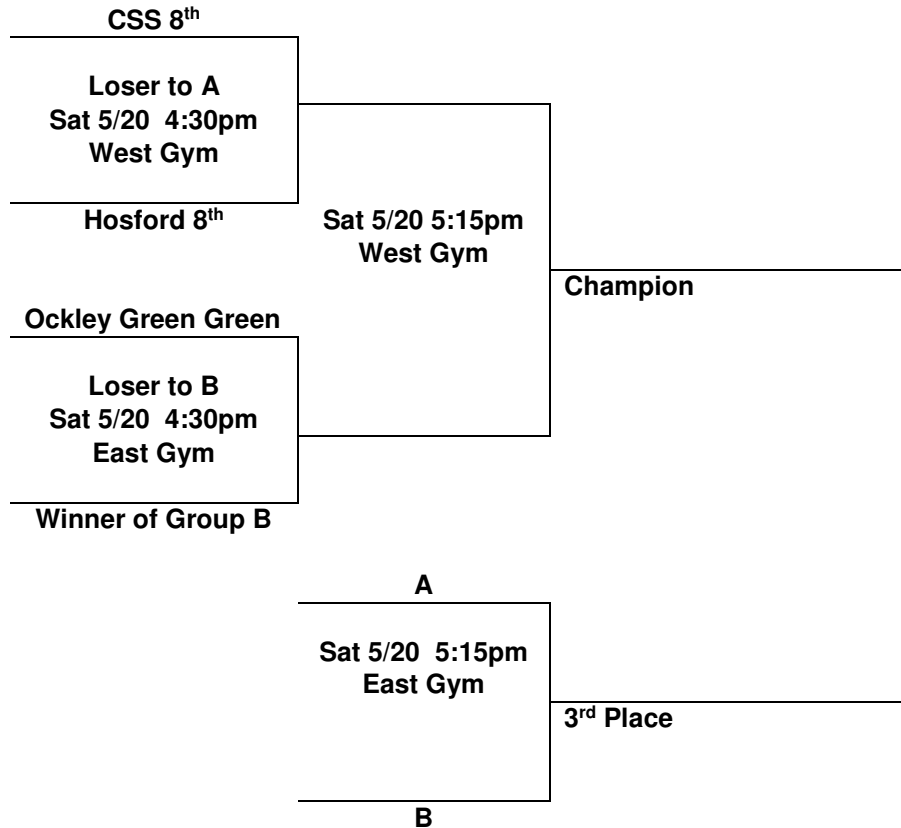 CSS 8th
Loser to A
Sat 5/20 4:30pm
West Gym
Hosford 8th
Sat 5/20 5:15pm
West Gym
Champion
Ockley Green Green
Loser to B
Sat 5/20 4:30pm
East Gym
Winner of Group B
A
Sat 5/20 5:15pm
East Gym
3rd Place
B